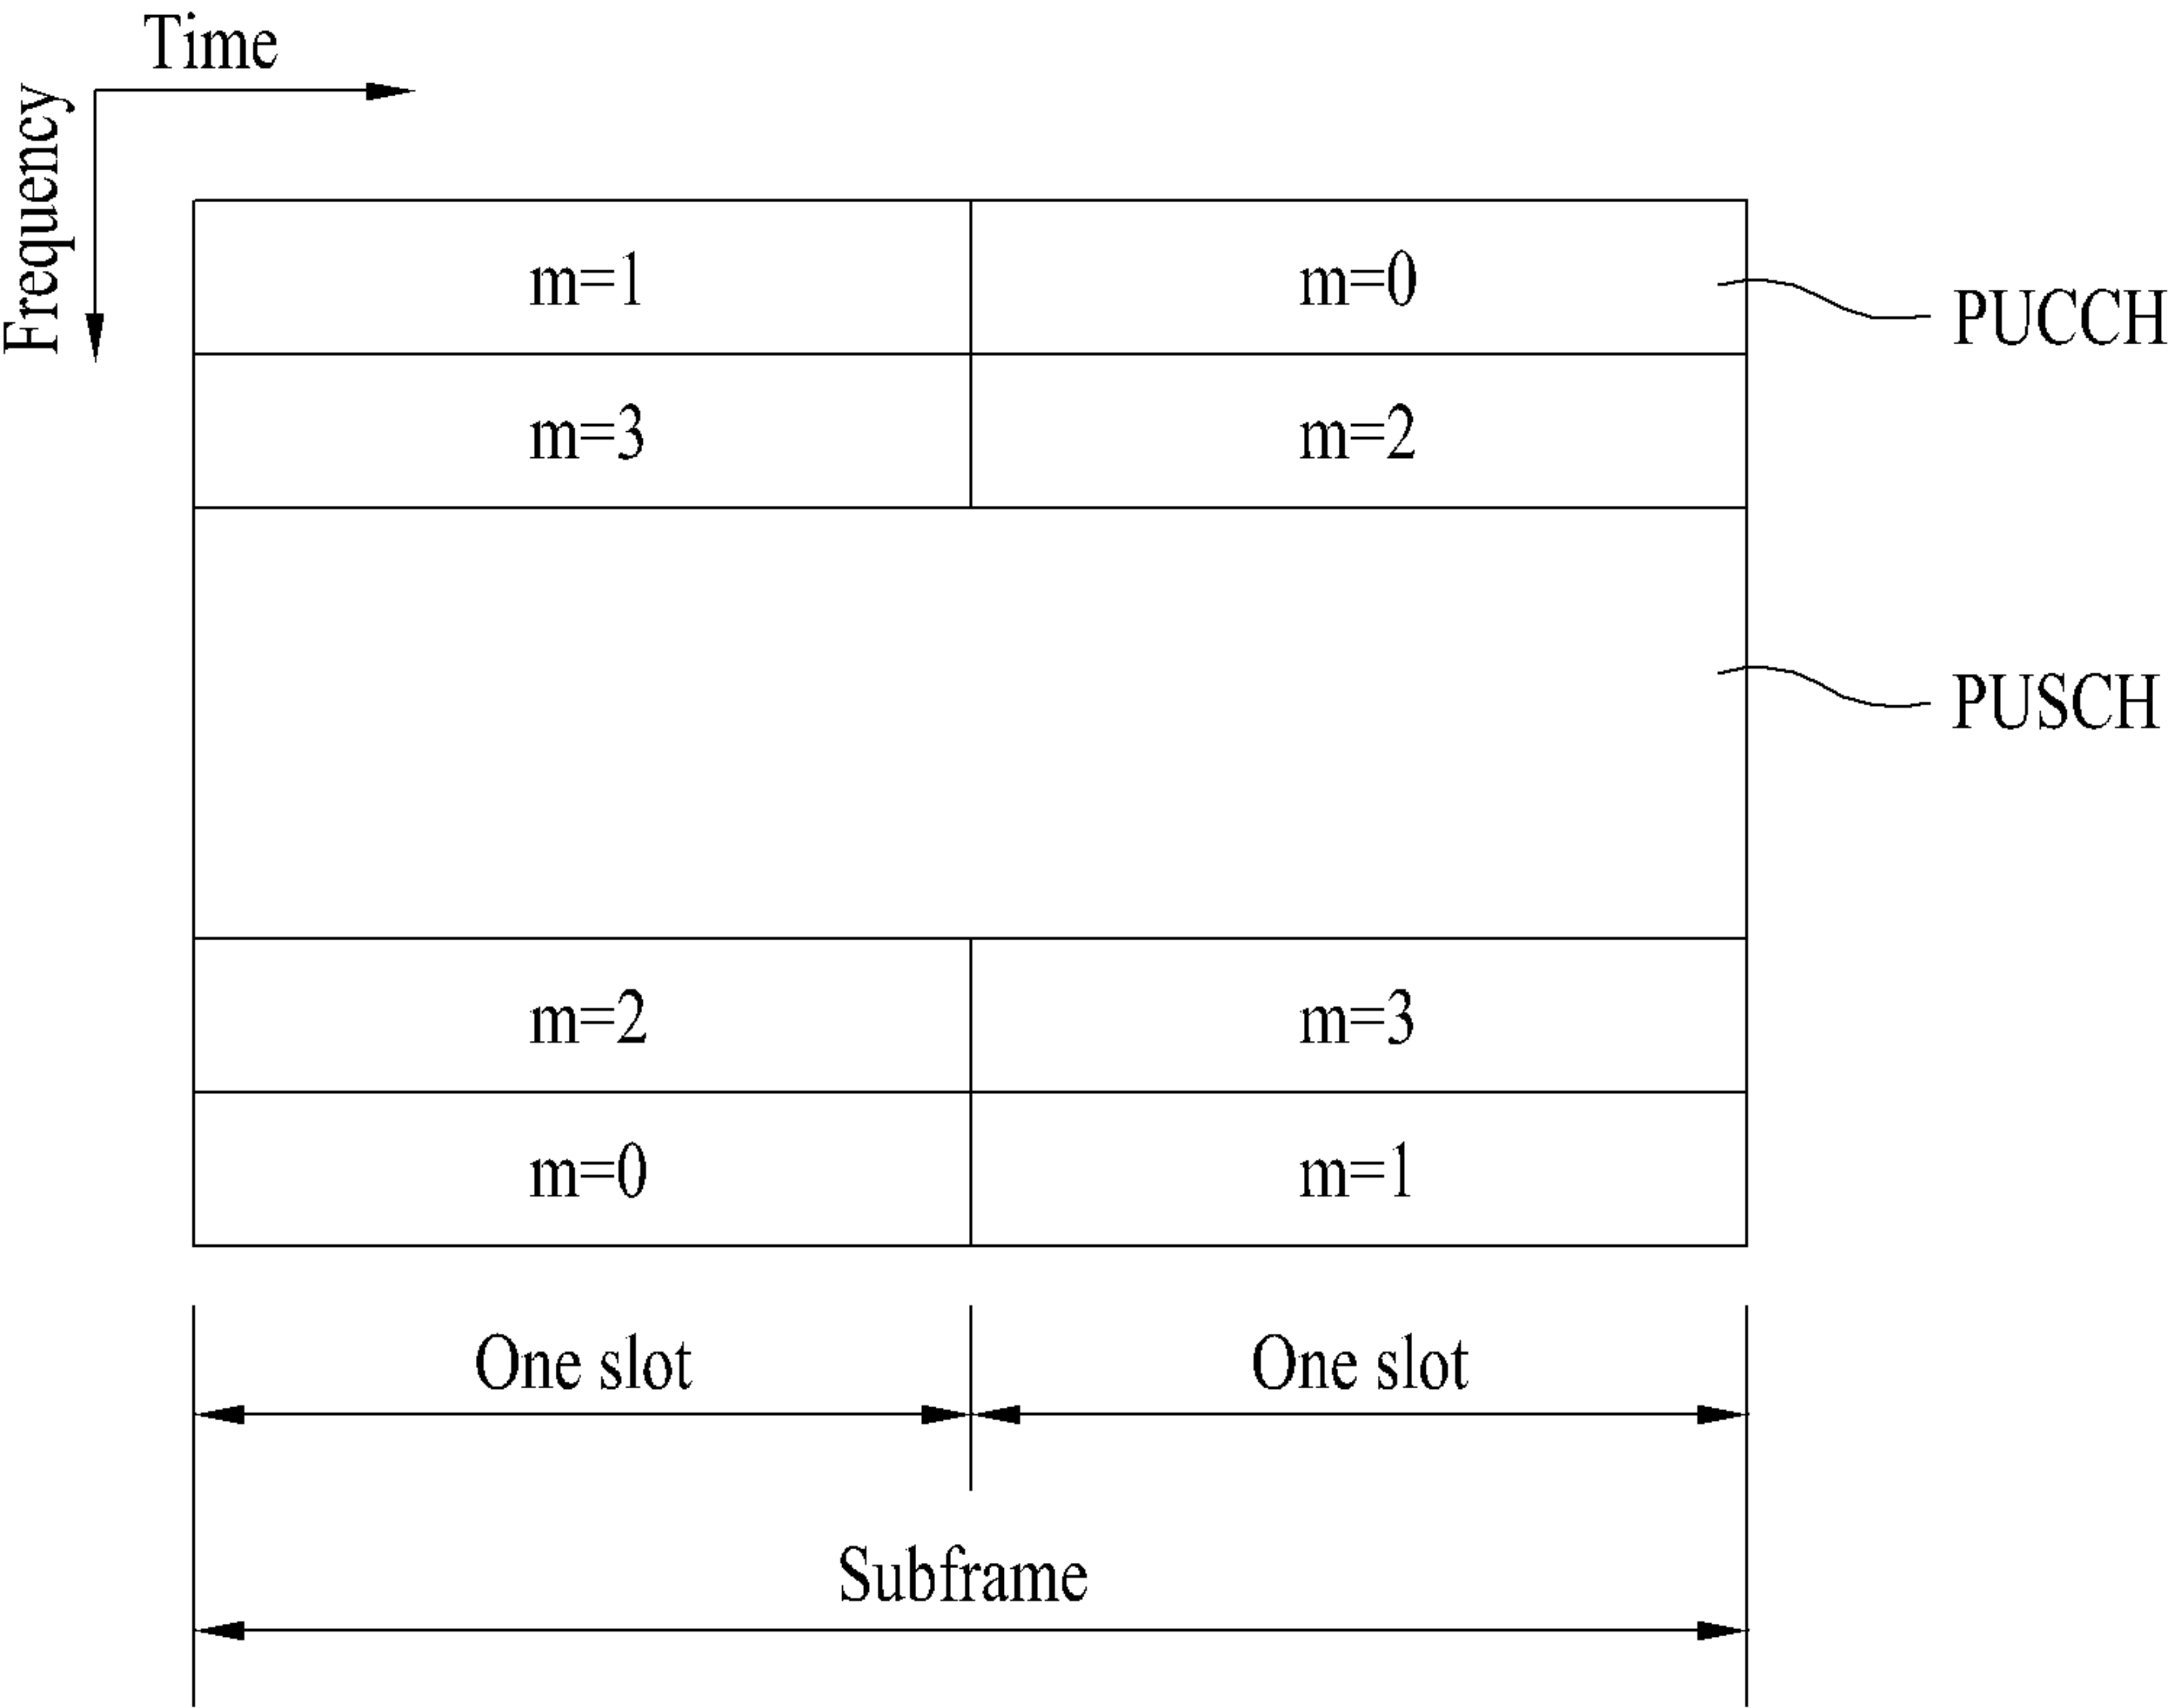 Time
Frequency
m=1 m=0
PUCCH
m=3 m=2
PUSCH
m=2 m=3
m=0 m=1
One slot One slot
Subframe